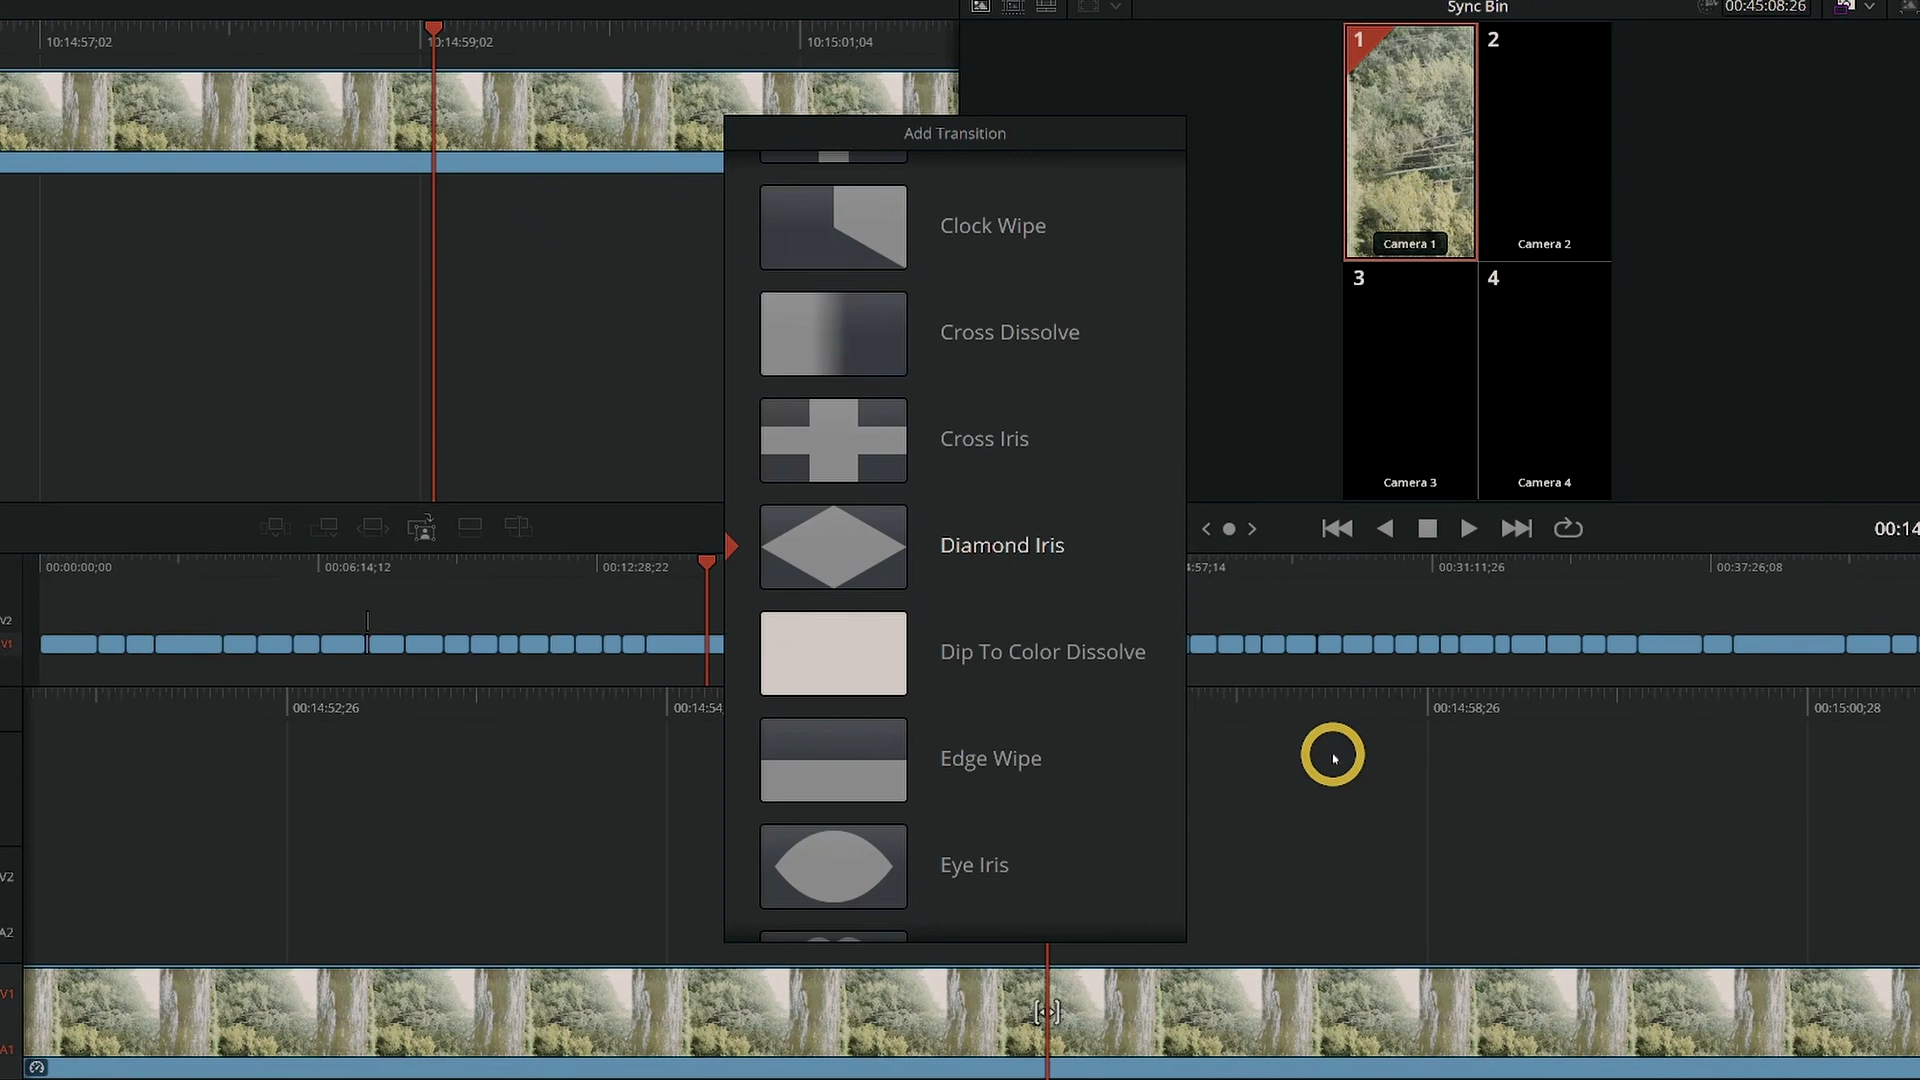 Sync Bin
00:45:08:26
10:14:57;02
10:14:59;02
10:15:01;04
1
2
Camera 1
Camera 2
3
4
Camera 3
Camera 4
Add Transition
Clock Wipe
Cross Dissolve
Cross Iris
Diamond Iris
Dip To Color Dissolve
Edge Wipe
Eye Iris
00:14
00:00:00;00
00:06:14;12
00:12:28;22
4:57;14
00:31:11;26
00:37:26;08
V2
V1
00:14:52;26
00:14:54
00:14:58;26
00:15:00;28
V2
A2
V1
A1